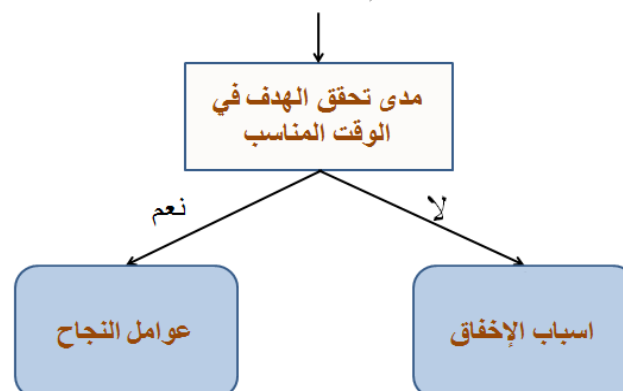 مدى تحقق الهدف في
الوقت المناسب
لا
نعم
اسباب الإخفاق
عوامل النجاح